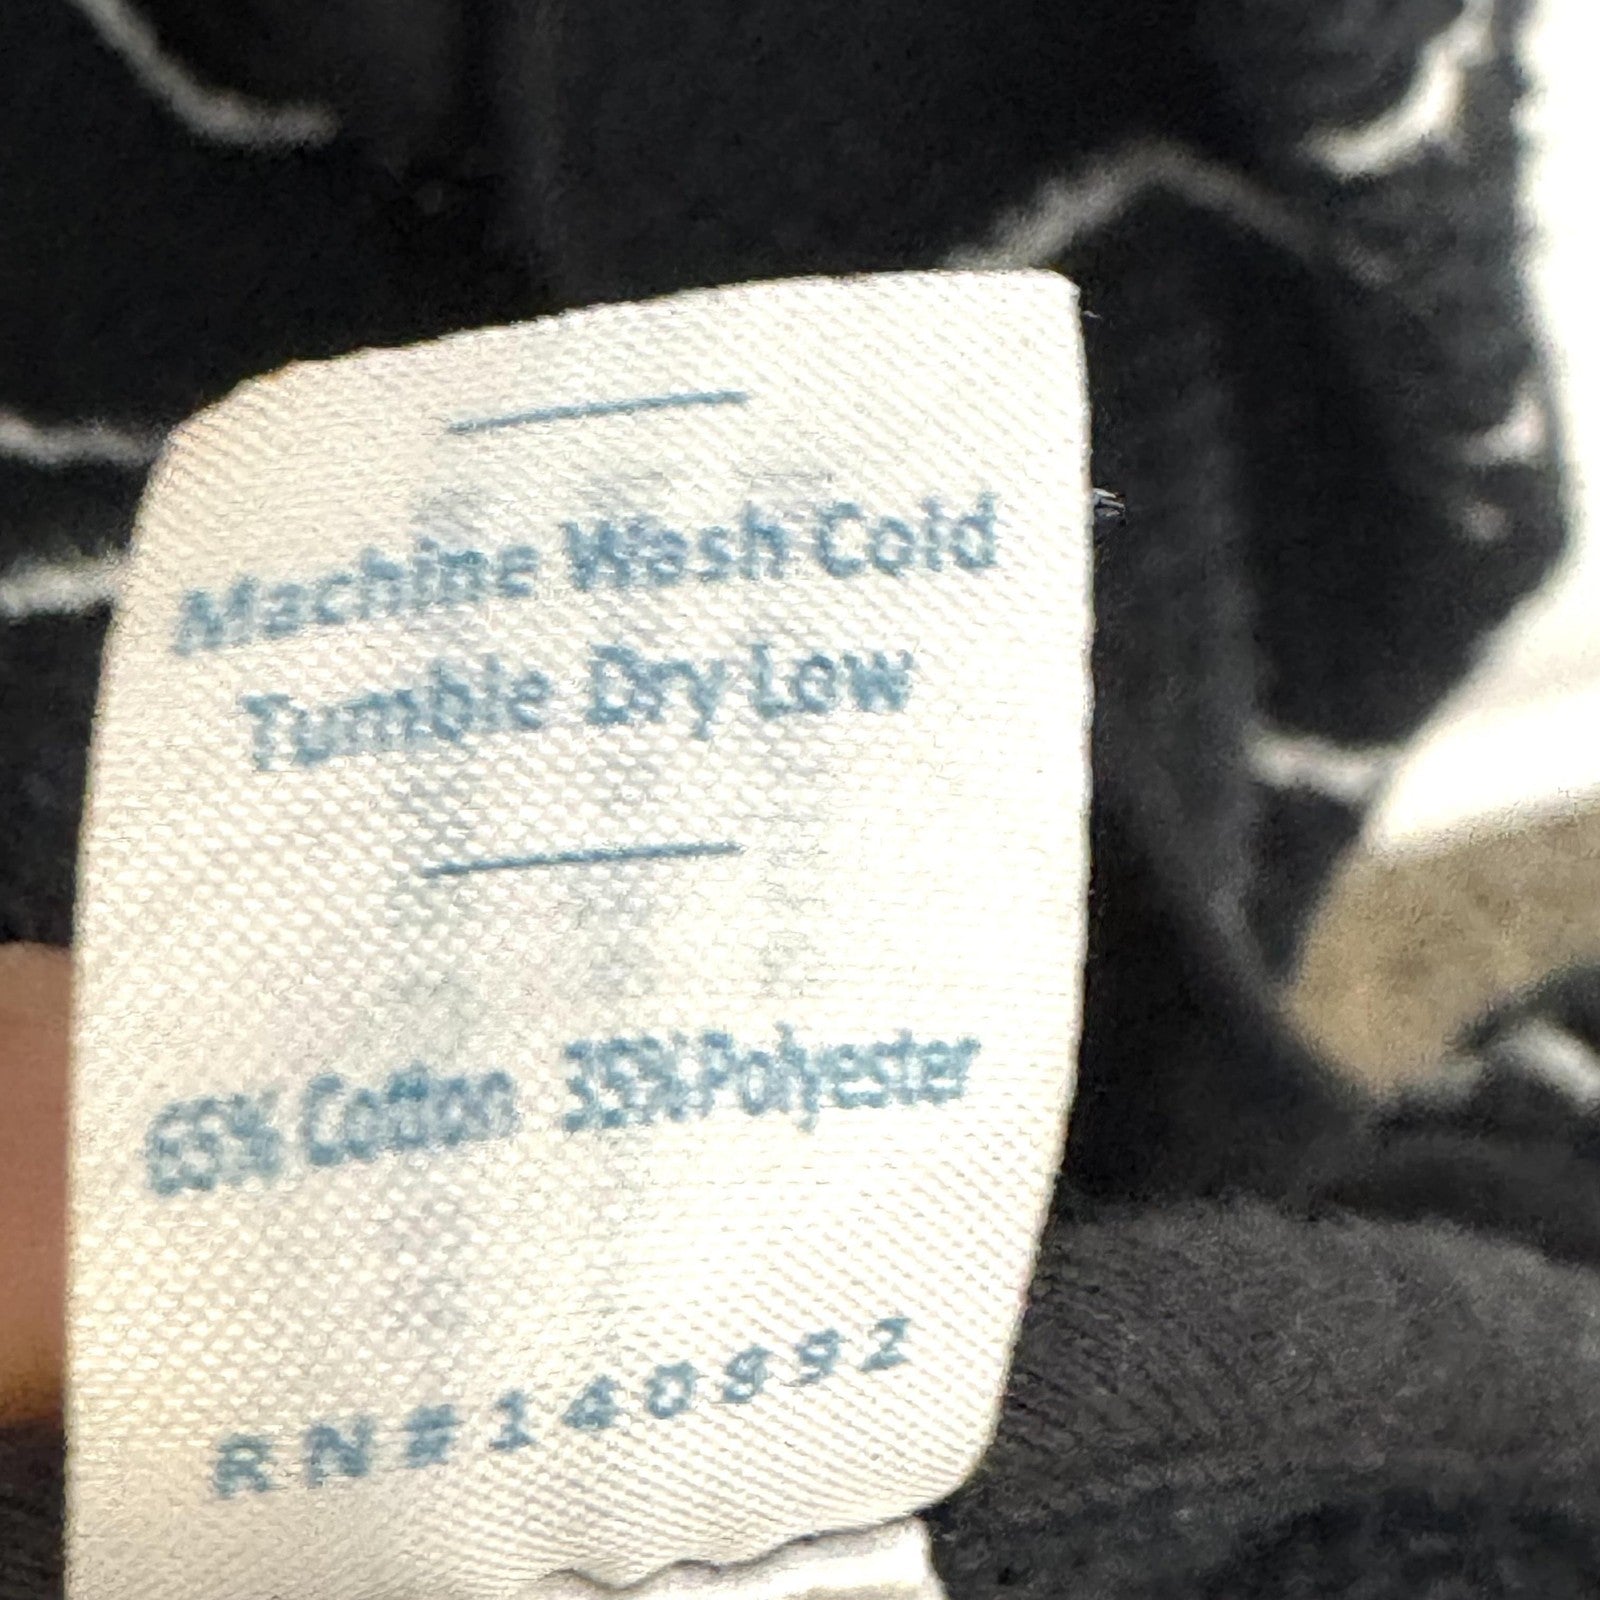 Machine Wash Cold
Tumble Dry Low
65% Cotton 35% Polyester
RN#140992